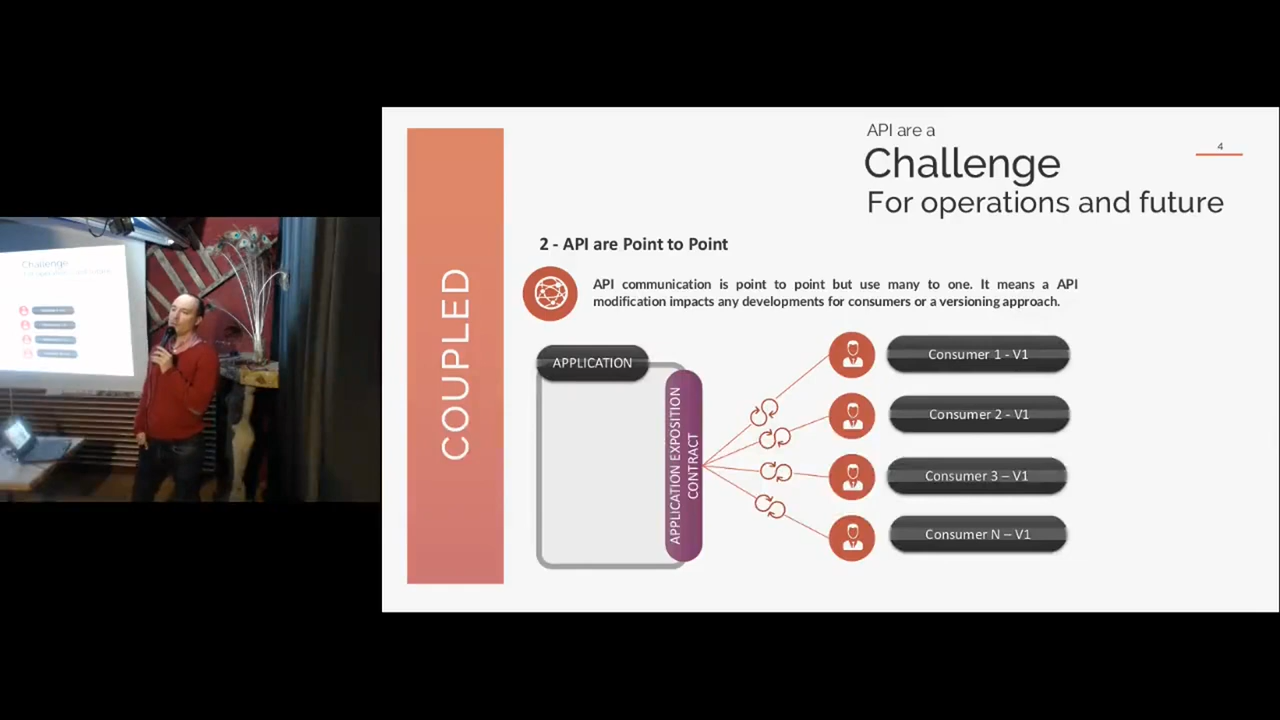 API are a
Challenge
For operations and future
4
COUPLED
2 - API are Point to Point
API communication is point to point but use many to one. It means a API
modification impacts any developments for consumers or a versioning approach.
APPLICATION
APPLICATION EXPOSITION
CONTRACT
Consumer 1 - V1
Consumer 2 - V1
Consumer 3 – V1
Consumer N – V1
Challenge